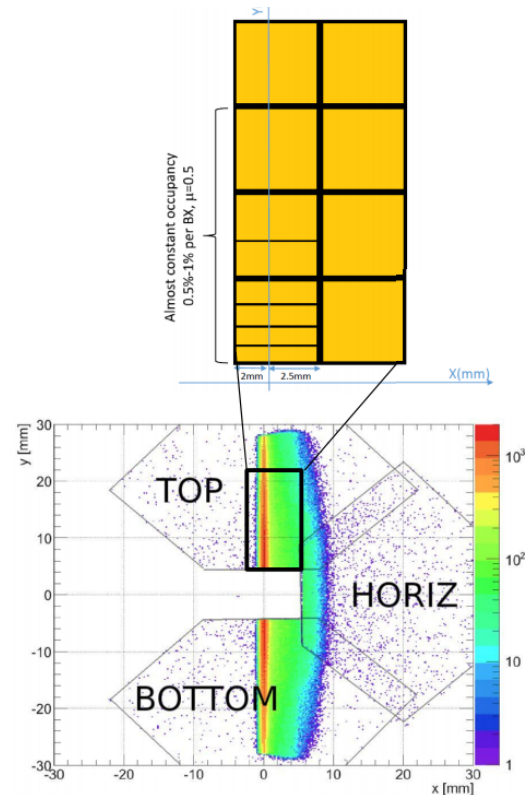 Y
Almost constant occupancy
0.5%-1% per BX, μ=0.5
2mm
2.5mm
X(mm)
y [mm]
30
20
10
0
-10
-20
-30
TOP
HORIZ
BOTTOM
10³
10²
10
1
-30
-20
-10
0
10
20
30
x [mm]